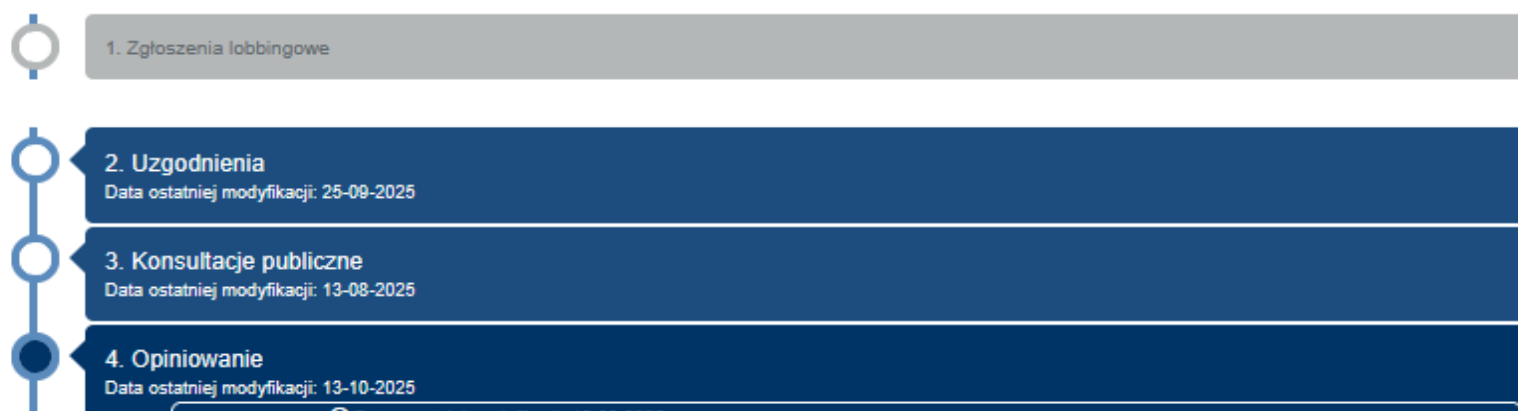 1. Zgłoszenia lobbingowe
2. Uzgodnienia
Data ostatniej modyfikacji: 25-09-2025
3. Konsultacje publiczne
Data ostatniej modyfikacji: 13-08-2025
4. Opiniowanie
Data ostatniej modyfikacji: 13-10-2025